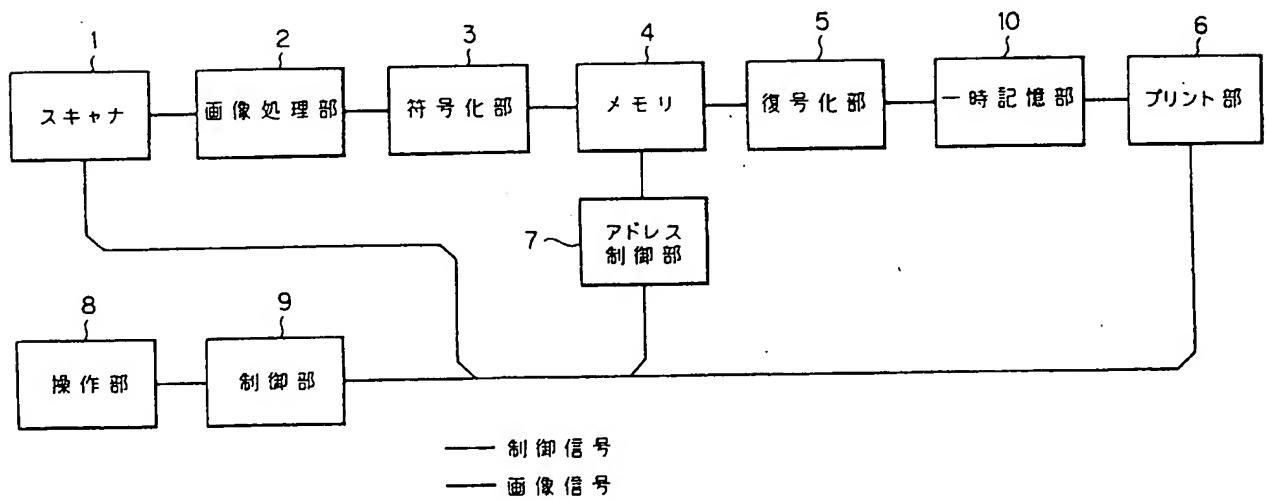 1
スキャナ
2
画像処理部
3
符号化部
4
メモリ
5
復号化部
10
一時記憶部
6
プリント部
7
アドレス
制御部
8
操作部
9
制御部
制御信号
画像信号